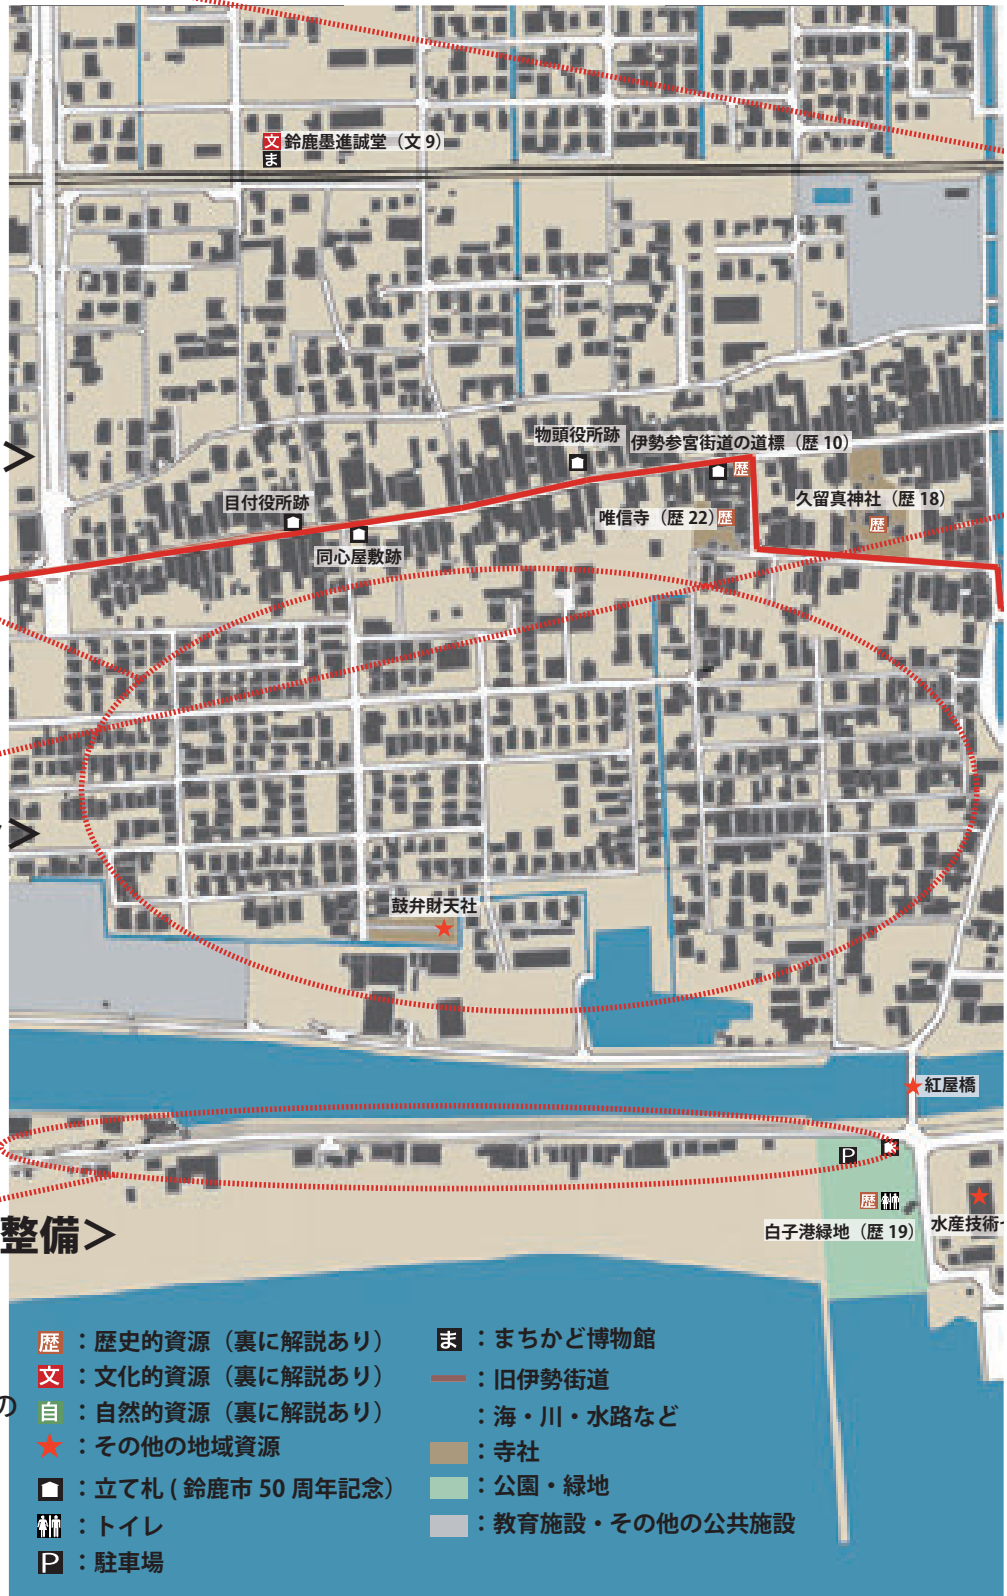 文 鈴鹿墨進誠堂（文 9）
ま
＞
物頭役所跡
伊勢参宮街道の道標（歴 10）
歴
目付役所跡
久留真神社（歴 18）
唯信寺（歴 22）歴
歴
同心屋敷跡
＞
鼓弁財天社
紅屋橋
P
歴
白子港緑地（歴 19）
水産技術
整備＞
歴：歴史的資源（裏に解説あり）
文：文化的資源（裏に解説あり）
の
自：自然的資源（裏に解説あり）
★：その他の地域資源
：立て札 ( 鈴鹿市 50 周年記念）
：トイレ
P：駐車場
ま：まちかど博物館
：旧伊勢街道
：海・川・水路など
：寺社
：公園・緑地
：教育施設・その他の公共施設